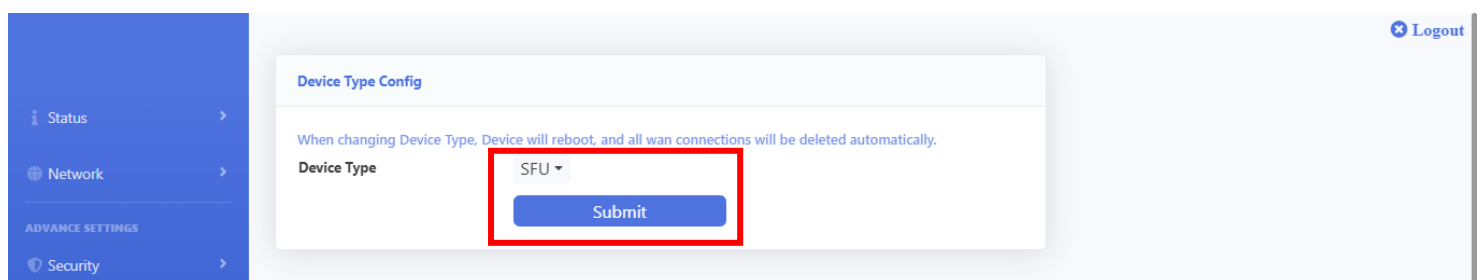 Logout
Device Type Config
Status
When changing Device Type, Device will reboot, and all wan connections will be deleted automatically.
Device Type
SFU
Network
Submit
ADVANCE SETTINGS
Security